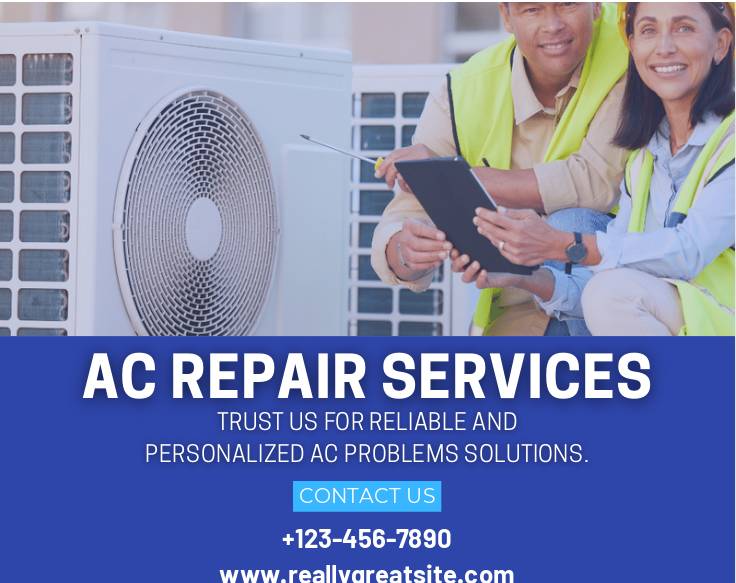 AC REPAIR SERVICES
TRUST US FOR RELIABLE AND
PERSONALIZED AC PROBLEMS SOLUTIONS.
CONTACT US
+123-456-7890
www.reallygreatsite.com